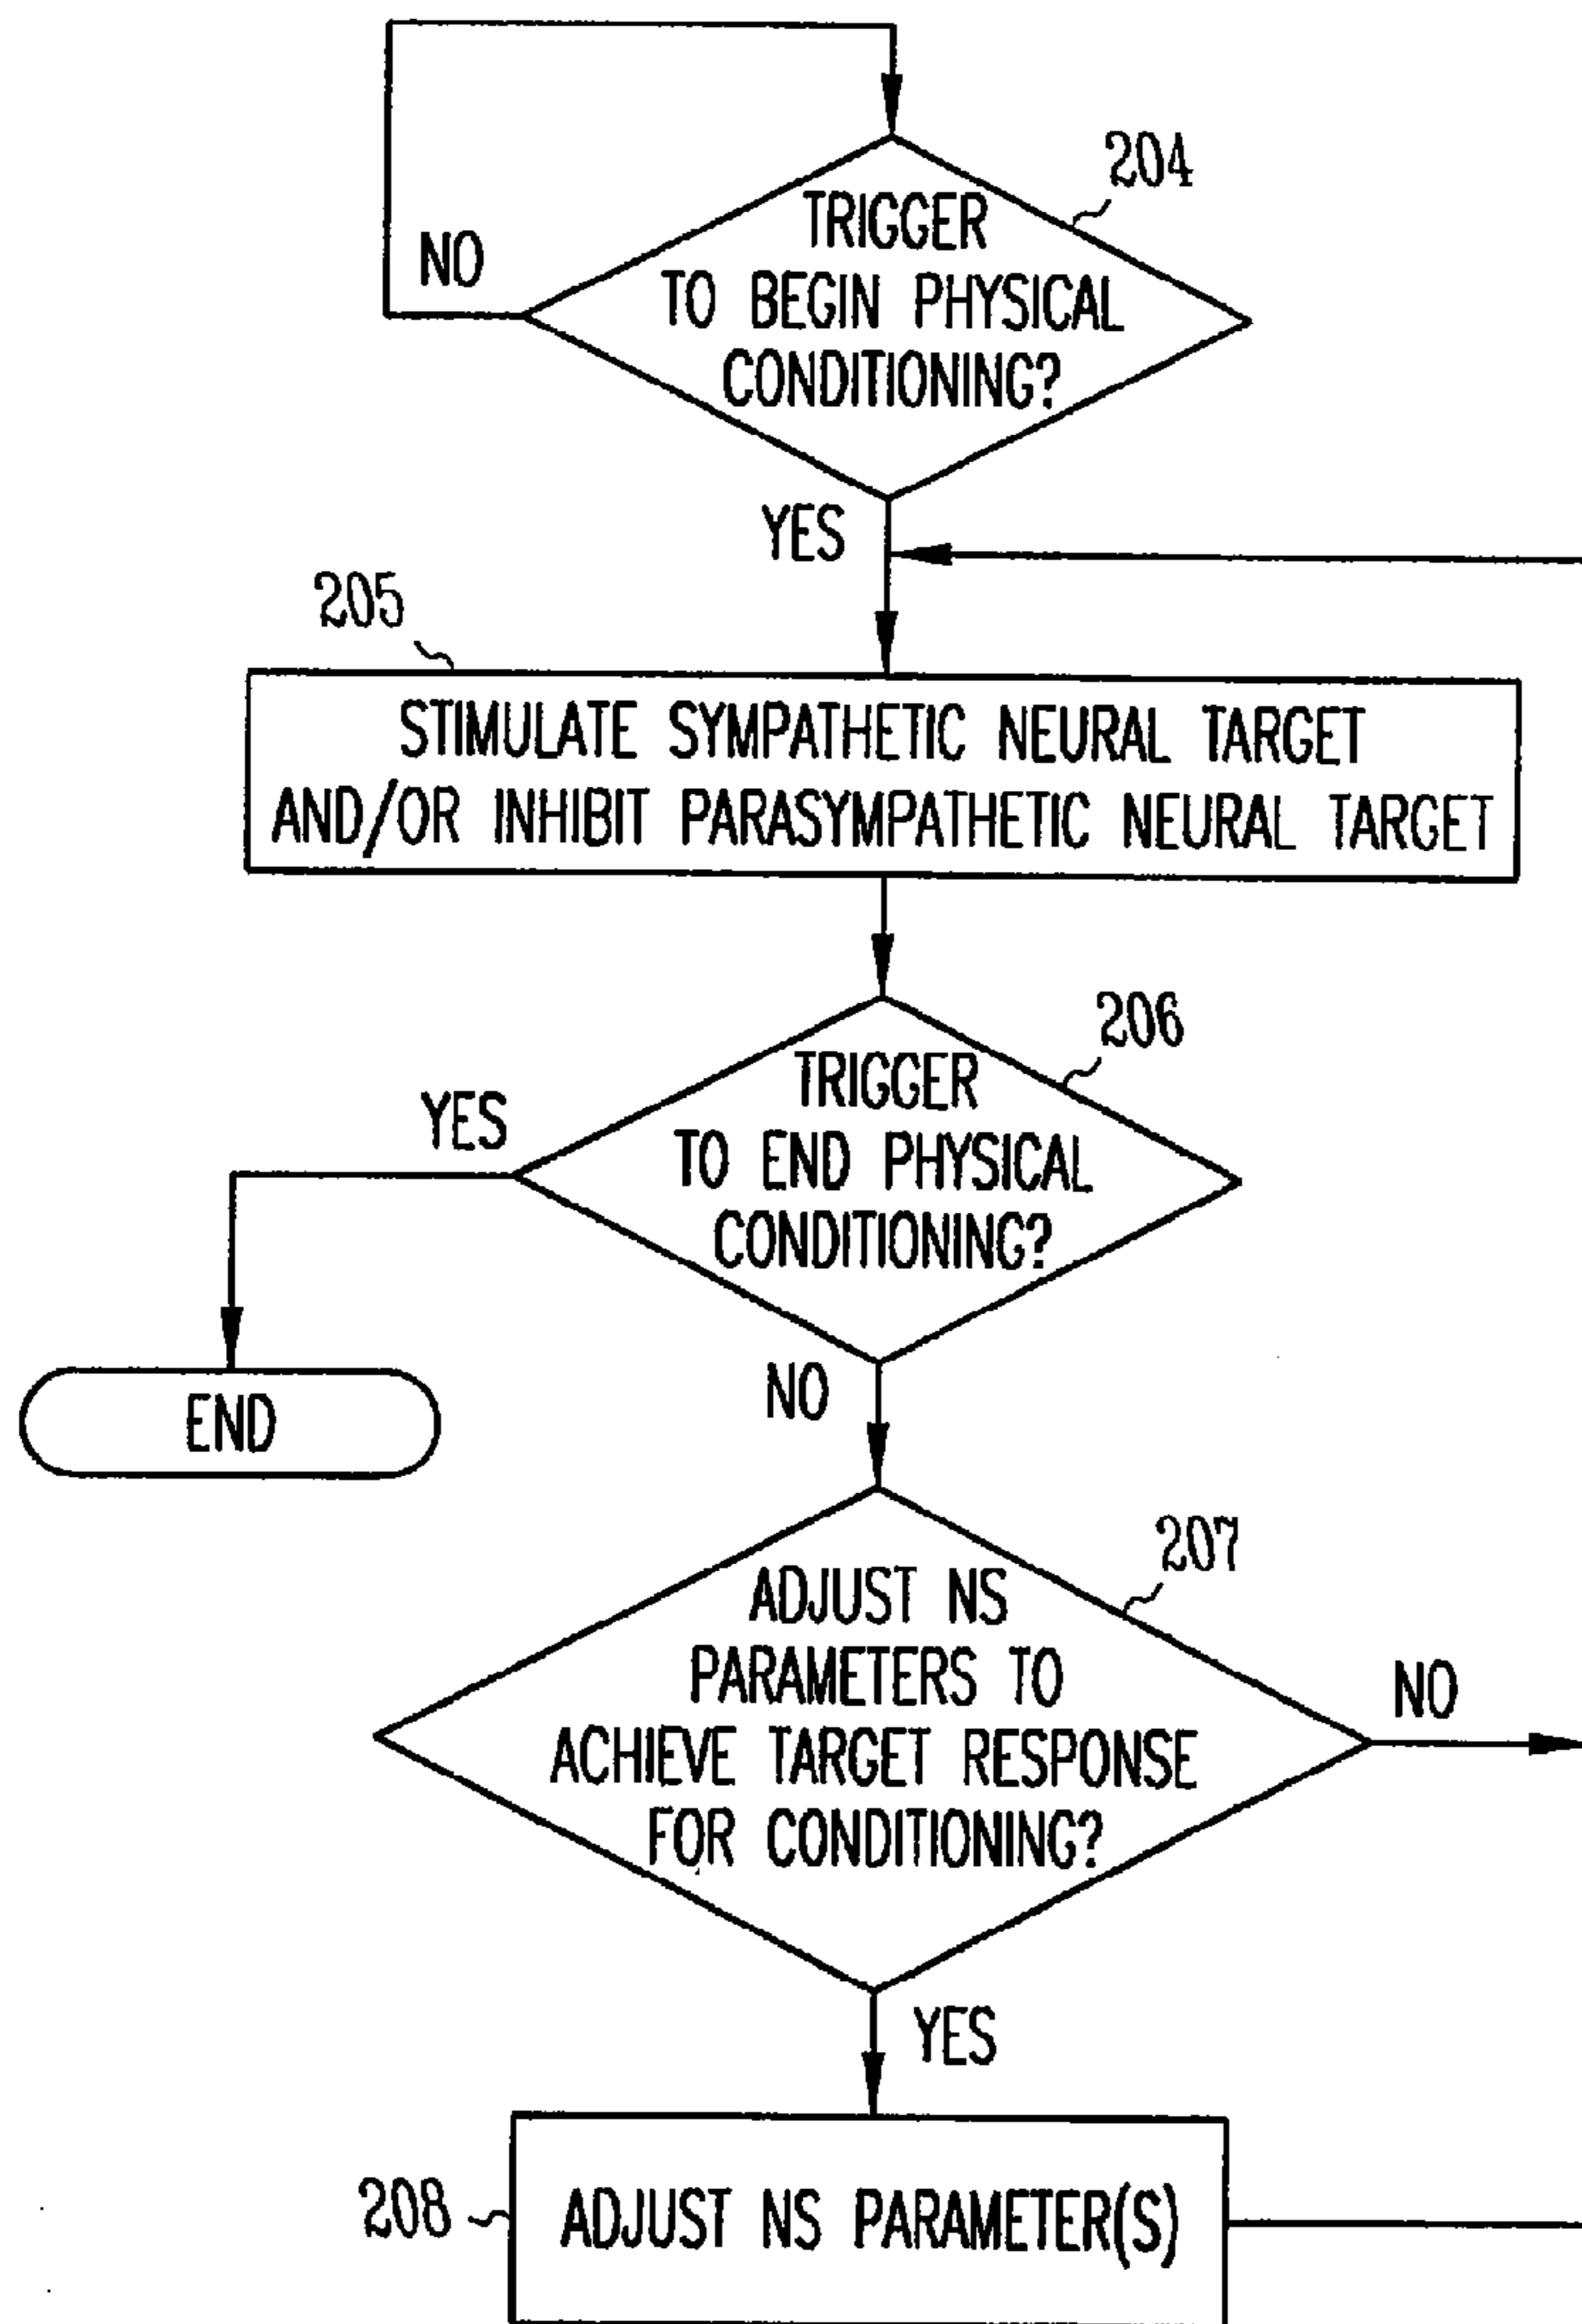 204
TRIGGER
TO BEGIN PHYSICAL
CONDITIONING?
NO
YES
205
STIMULATE SYMPATHETIC NEURAL TARGET
AND/OR INHIBIT PARASYMPATHETIC NEURAL TARGET
206
TRIGGER
TO END PHYSICAL
CONDITIONING?
YES
END
NO
207
ADJUST NS
PARAMETERS TO
ACHIEVE TARGET RESPONSE
FOR CONDITIONING?
NO
YES
208
ADJUST NS PARAMETER(S)